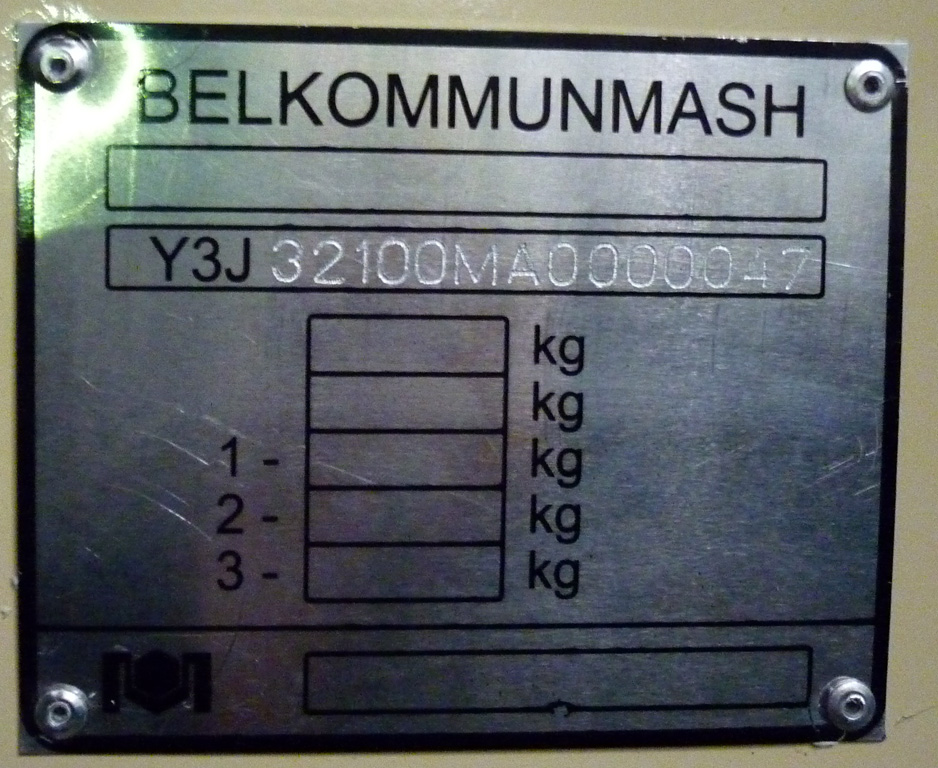 BELKOMMUNMASH
Y3J 32100MA0000047
kg
kg
1 - kg
2 - kg
3 - kg